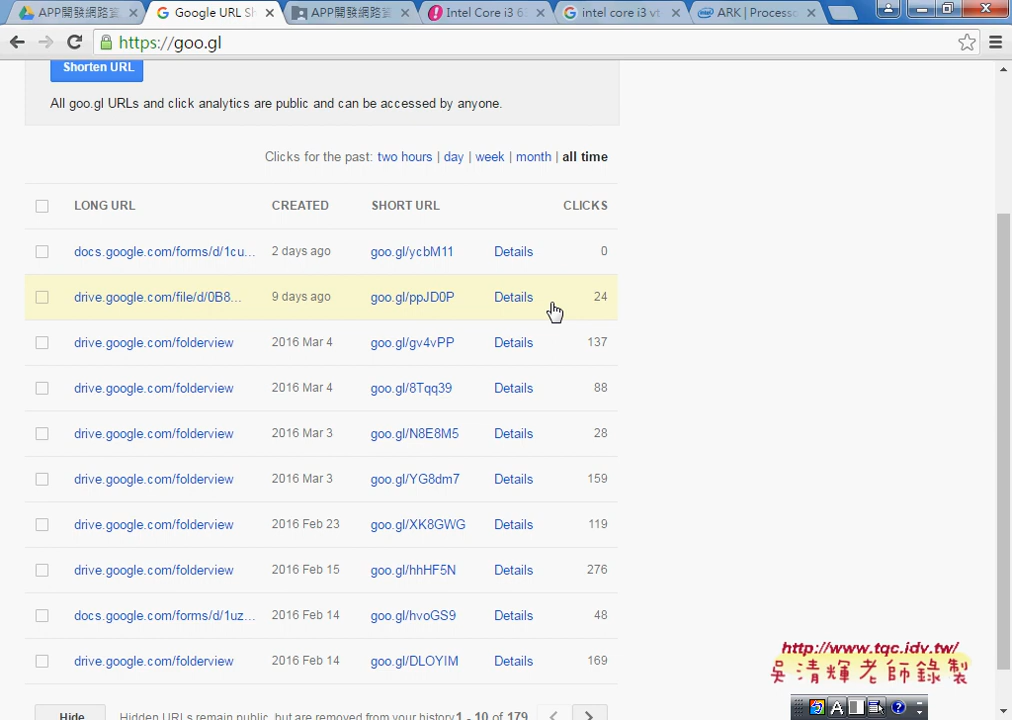 APP開發網路宣
Google URL Sh
APP開發網路宣
Intel Core i3 6
intel core i3 vt
ARK | Processo
https://goo.gl
Shorten URL
All goo.gl URLs and click analytics are public and can be accessed by anyone.
Clicks for the past: two hours | day | week | month | all time
LONG URL CREATED SHORT URL CLICKS
docs.google.com/forms/d/1cu... 2 days ago goo.gl/ycbM11 Details 0
drive.google.com/file/d/0B8... 9 days ago goo.gl/ppJD0P Details 24
drive.google.com/folderview 2016 Mar 4 goo.gl/gv4vPP Details 137
drive.google.com/folderview 2016 Mar 4 goo.gl/8Tqq39 Details 88
drive.google.com/folderview 2016 Mar 3 goo.gl/N8E8M5 Details 28
drive.google.com/folderview 2016 Mar 3 goo.gl/YG8dm7 Details 159
drive.google.com/folderview 2016 Feb 23 goo.gl/XK8GWG Details 119
drive.google.com/folderview 2016 Feb 15 goo.gl/hhHF5N Details 276
docs.google.com/forms/d/1uz... 2016 Feb 14 goo.gl/hvoGS9 Details 48
drive.google.com/folderview 2016 Feb 14 goo.gl/DLOYIM Details 169
http://www.tqc.idv.tw/
吳清輝老師錄製
Hide Hidden URLs remain public, but are removed from your history 1 - 10 of 179